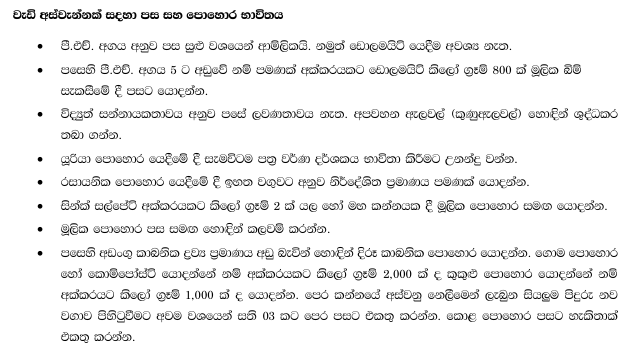 වැඩි අස්වැන්නක් සදහා පස සහ පොහොර භාවිතය
• පී.එච්. අගය අනුව පස සුළු වශයෙන් ආම්ලිකයි. නමුත් ඩොලමයිට් යෙදීම අවශ්‍ය නැත.
• පසෙහි පී.එච්. අගය 5 ට අඩුවේ නම් පමණක් අක්කරයකට ඩොලමයිට් කිලෝ ග්‍රෑම් 800 ක් මූලික බිම්
සැකසීමේ දී පසට යොදන්න.
• විද්‍යුත් සන්නායකතාවය අනුව පසේ ලවණතාවය නැත. අපවහන ඇලවල් (කුණුඇලවල්) හොඳින් ශුද්ධකර
තබා ගන්න.
• යූරියා පොහොර යෙදීමේ දී සැමවිටම පත්‍ර වර්ණ දර්ශකය භාවිතා කිරීමට උනන්දු වන්න.
• රසායනික පොහොර යෙදීමේ දී ඉහත වගුවට අනුව නිර්දේශිත ප්‍රමාණය පමණක් යොදන්න.
• සින්ක් සල්පේට් අක්කරයකට කිලෝ ග්‍රෑම් 2 ක් යල හෝ මහ කන්නයක දී මූලික පොහොර සමඟ යොදන්න.
• මූලික පොහොර පස සමඟ හොඳින් කලවම් කරන්න.
• පසෙහි අඩංගු කාබනික ද්‍රව්‍ය ප්‍රමාණය අඩු බැවින් හොඳින් දිරූ කාබනික පොහොර යොදන්න. ගොම පොහොර
හෝ කොම්පෝස්ට් යොදන්නේ නම් අක්කරයකට කිලෝ ග්‍රෑම් 2,000 ක් ද කුකුළු පොහොර යොදන්නේ නම්
අක්කරයට කිලෝ ග්‍රෑම් 1,000 ක් ද යොදන්න. පෙර කන්නයේ අස්වනු නෙලීමෙන් ලැබුන සියලුම පිදුරු නව
වගාව පිහිටුවීමට අවම වශයෙන් සති 03 කට පෙර පසට එකතු කරන්න. කොළ පොහොර පසට හැකිතාක්
එකතු කරන්න.